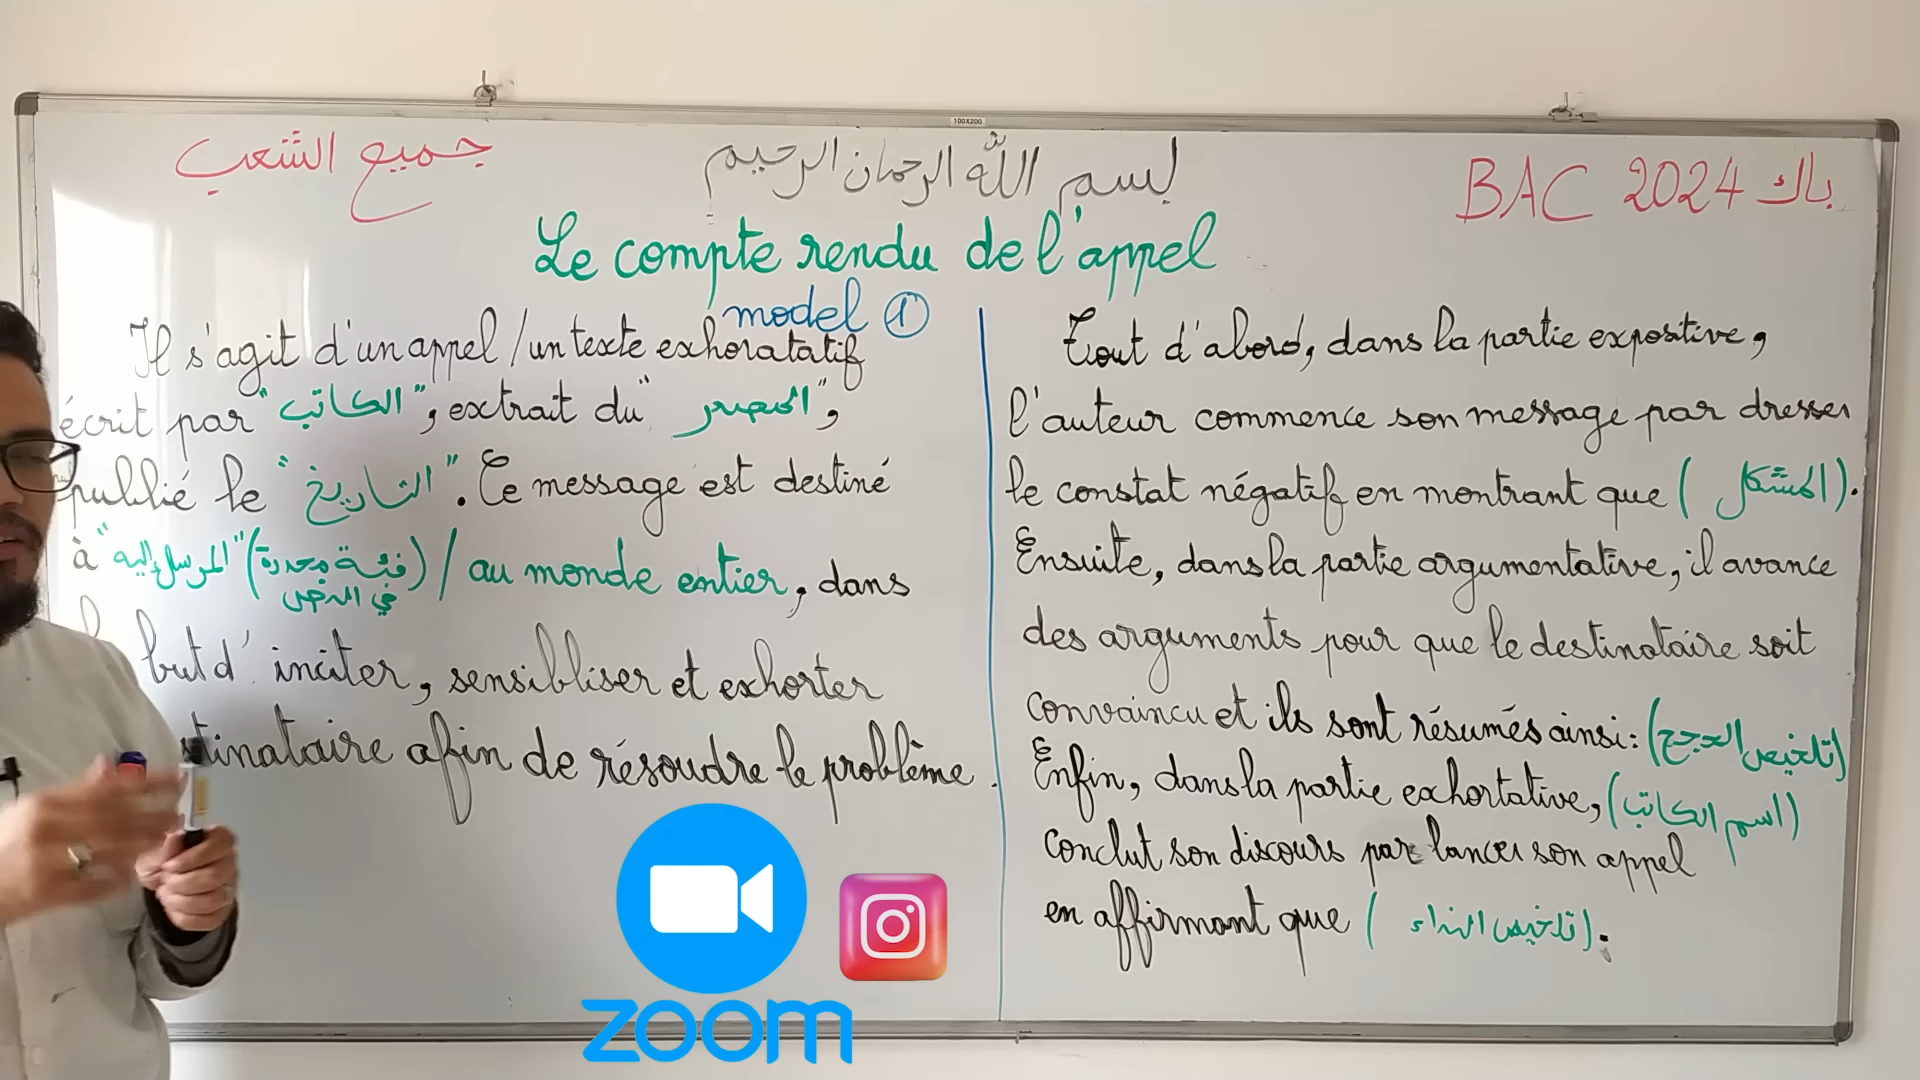 100X200
جميع الشعب
بسم الله الرحمان الرحيم
BAC 2024 باك
Le compte rendu de l'appel
model 1
Il s'agit d'un appel / un texte exhoratatif
écrit par "الكاتب", extrait du "المصدر",
publié le "التاريخ". Ce message est destiné
à "المرسل إليه" (فئة محددة في النص) / au monde entier, dans
but d' inciter, sensibliser et exhorter
stinataire afin de résoudre le problème.
Tout d'abord, dans la partie expositive,
l'auteur commence son message par dresser
le constat négatif en montrant que (المشكل).
Ensuite, dans la partie argumentative, il avance
des arguments pour que le destinataire soit
convaincu et ils sont résumés ainsi: (تلخيص الحجج)
Enfin, dans la partie exhortative, (اسم الكاتب)
conclut son discours par lancer son appel
en affirmant que (تلخيص النداء).
zoom